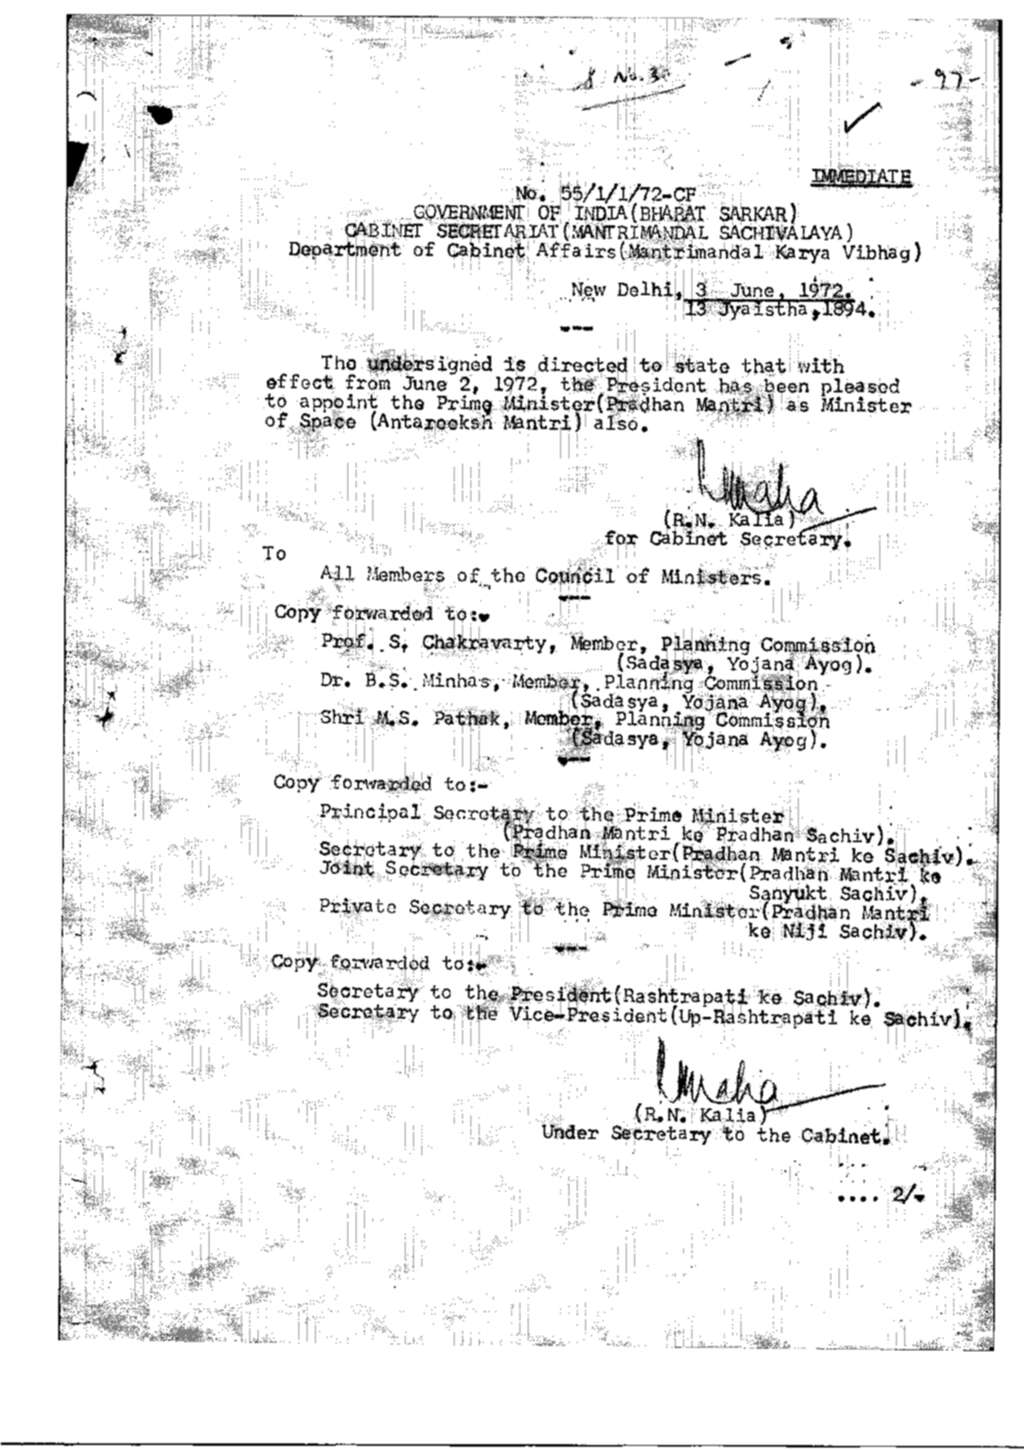 No. 3
- 97 -
IMMEDIATE
No. 55/1/1/72-CF
GOVERNMENT OF INDIA(BHARAT SARKAR)
CABINET SECRETARIAT(MANTRIMANDAL SACHIVALAYA)
Department of Cabinet Affairs(Mantrimandal Karya Vibhag)
New Delhi, 3 June, 1972.
13 Jyaistha,1894.
The undersigned is directed to state that with
effect from June 2, 1972, the President has been pleased
to appoint the Prime Minister(Pradhan Mantri) as Minister
of Space (Antareeksh Mantri) also.
(R.N. Kalia)
for Cabinet Secretary.
To
All Members of the Council of Ministers.
Copy forwarded to:-
Prof. S. Chakravarty, Member, Planning Commission
(Sadasya, Yojana Ayog).
Dr. B.S. Minhas, Member, Planning Commission
(Sadasya, Yojana Ayog).
Shri M.S. Pathak, Member, Planning Commission
(Sadasya, Yojana Ayog).
Copy forwarded to:-
Principal Secretary to the Prime Minister
(Pradhan Mantri ke Pradhan Sachiv).
Secretary to the Prime Minister(Pradhan Mantri ke Sachiv).
Joint Secretary to the Prime Minister(Pradhan Mantri ke
Sanyukt Sachiv).
Private Secretary to the Prime Minister(Pradhan Mantri
ke Niji Sachiv).
Copy forwarded to:-
Secretary to the President(Rashtrapati ke Sachiv).
Secretary to the Vice-President(Up-Rashtrapati ke Sachiv).
(R.N. Kalia)
Under Secretary to the Cabinet.
.... 2/-